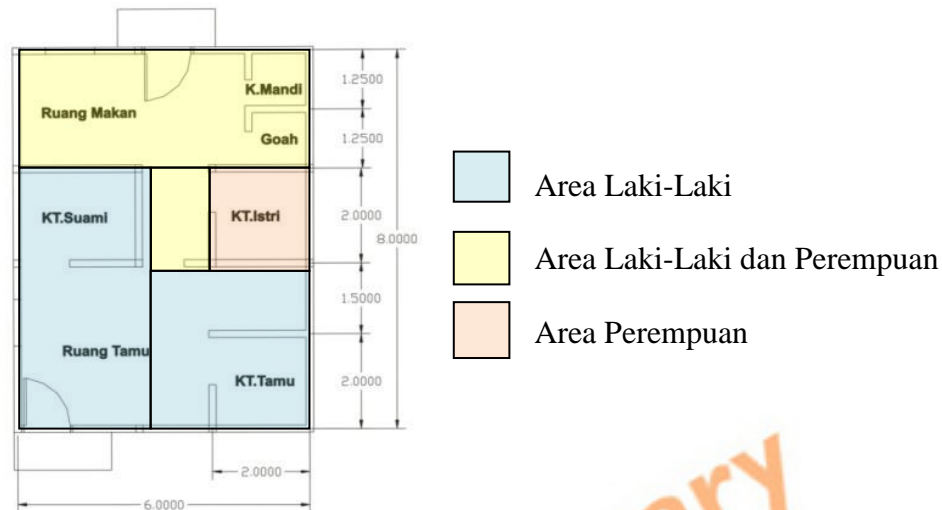 K.Mandi
Ruang Makan
Goah
1.2500
1.2500
KT.Suami
KT.Istri
2.0000
8.0000
1.5000
Ruang Tamu
KT.Tamu
2.0000
2.0000
6.0000
Area Laki-Laki
Area Laki-Laki dan Perempuan
Area Perempuan